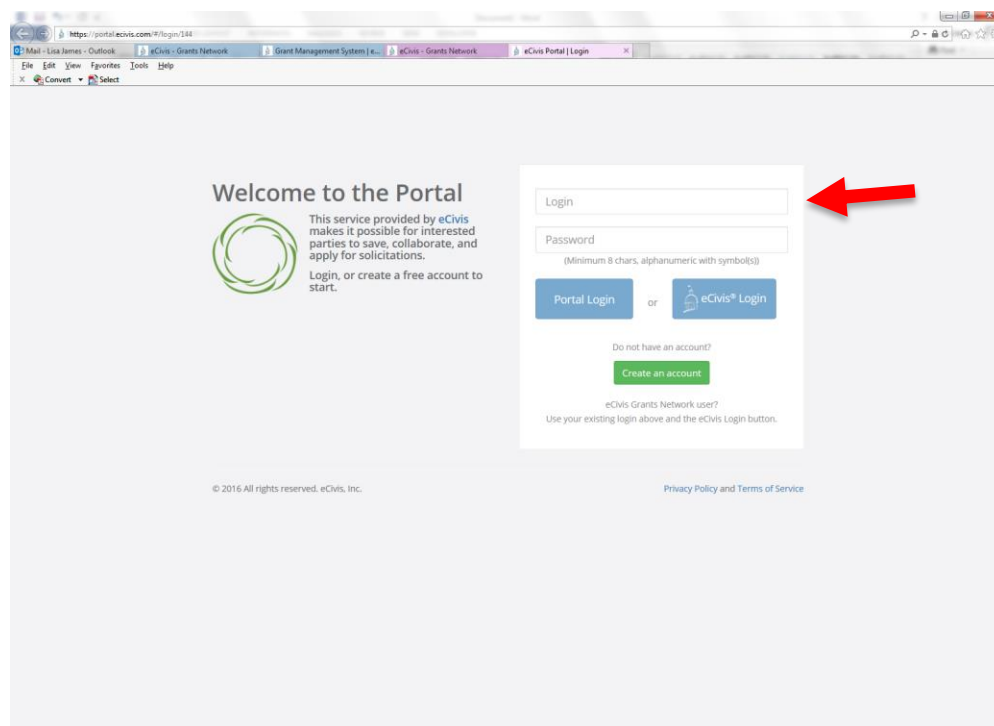 https://portal.ecivis.com/#/login/144
Mail - Lisa James - Outlook
eCivis - Grants Network
Grant Management System | e...
eCivis - Grants Network
eCivis Portal | Login
File Edit View Favorites Tools Help
Convert Select
Welcome to the Portal
This service provided by eCivis
makes it possible for interested
parties to save, collaborate, and
apply for solicitations.
Login, or create a free account to
start.
Login
Password
(Minimum 8 chars, alphanumeric with symbol(s))
Portal Login or eCivis® Login
Do not have an account?
Create an account
eCivis Grants Network user?
Use your existing login above and the eCivis Login button.
© 2016 All rights reserved. eCivis, Inc.
Privacy Policy and Terms of Service